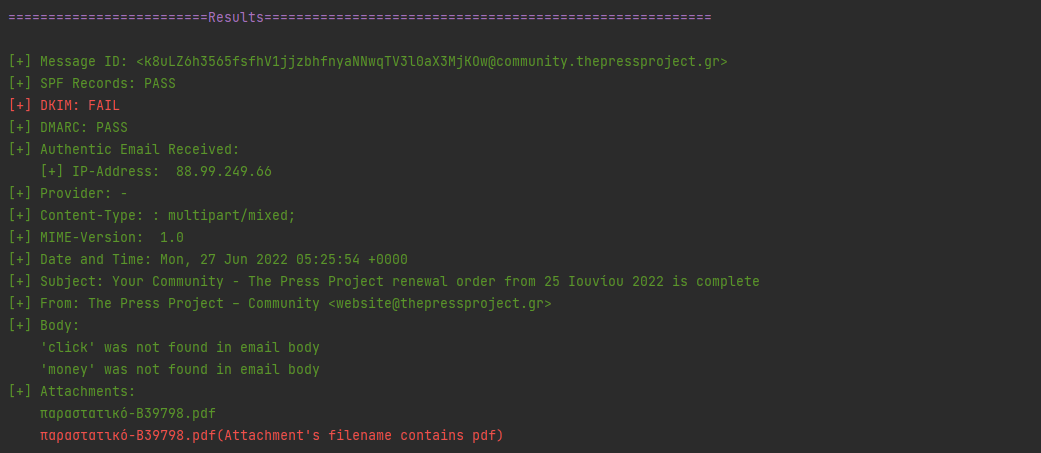 =========================Results========================================================
[+] Message ID: <k8uLZ6h3565fsfhV1jjzbhfnyaNNwqTV3l0aX3MjKOw@community.thepressproject.gr>
[+] SPF Records: PASS
[+] DKIM: FAIL
[+] DMARC: PASS
[+] Authentic Email Received:
[+] IP-Address:  88.99.249.66
[+] Provider: -
[+] Content-Type: : multipart/mixed;
[+] MIME-Version:  1.0
[+] Date and Time: Mon, 27 Jun 2022 05:25:54 +0000
[+] Subject: Your Community - The Press Project renewal order from 25 Ιουνίου 2022 is complete
[+] From: The Press Project – Community <website@thepressproject.gr>
[+] Body:
'click' was not found in email body
'money' was not found in email body
[+] Attachments:
παραστατικό-B39798.pdf
παραστατικό-B39798.pdf(Attachment's filename contains pdf)